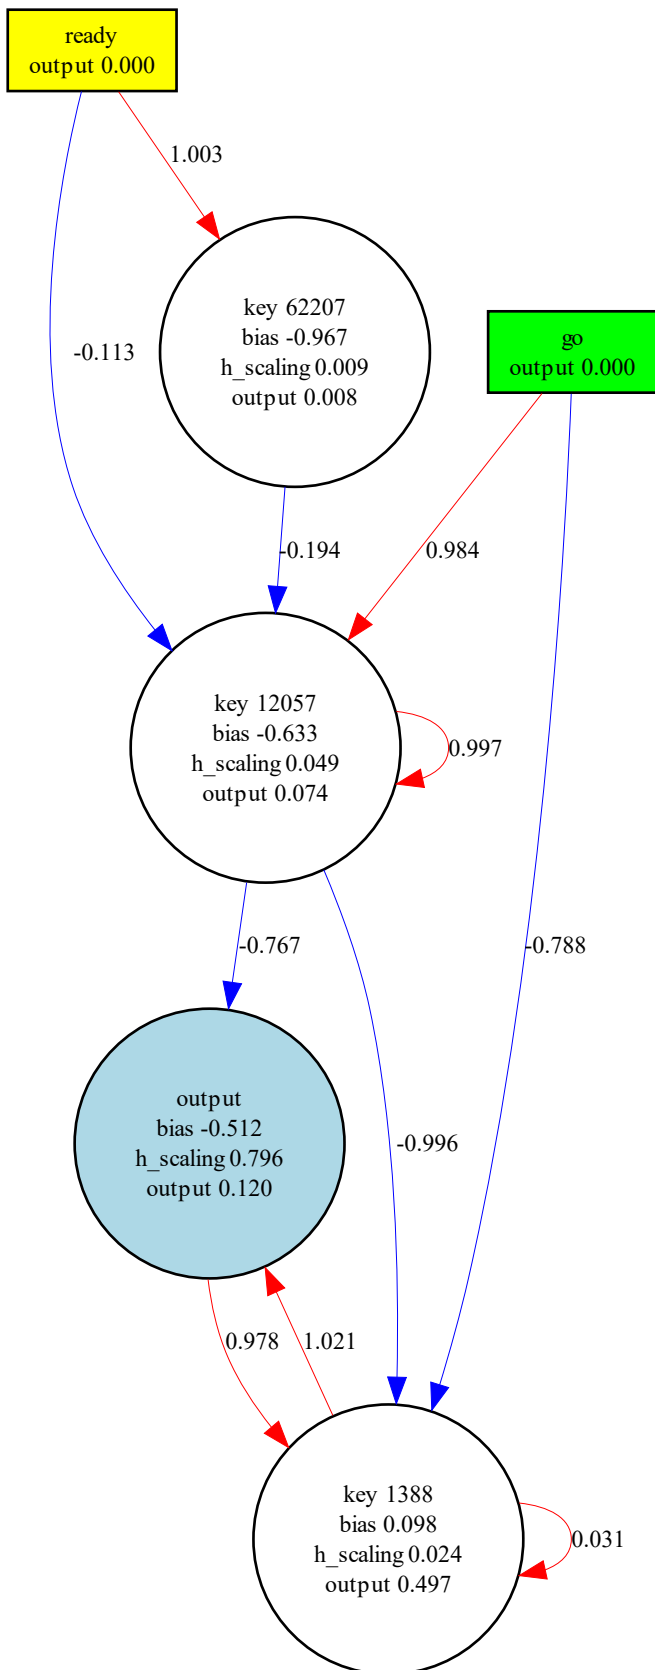 ready
output 0.000
1.003
key 62207
bias -0.967
h_scaling 0.009
output 0.008
go
output 0.000
-0.113
-0.194
0.984
key 12057
bias -0.633
h_scaling 0.049
output 0.074
0.997
-0.767
-0.788
output
bias -0.512
h_scaling 0.796
output 0.120
-0.996
0.978
1.021
key 1388
bias 0.098
h_scaling 0.024
output 0.497
0.031